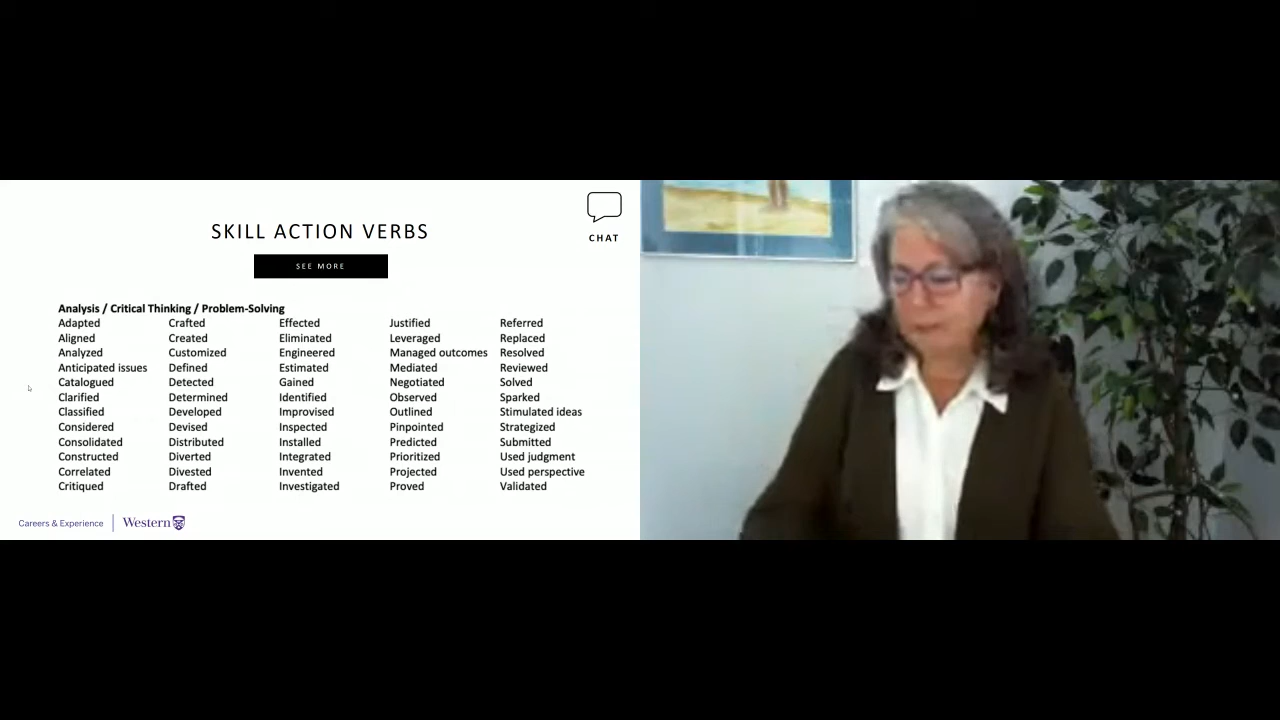 SKILL ACTION VERBS
CHAT
SEE MORE
Analysis / Critical Thinking / Problem-Solving
Adapted Crafted Effected Justified Referred
Aligned Created Eliminated Leveraged Replaced
Analyzed Customized Engineered Managed outcomes Resolved
Anticipated issues Defined Estimated Mediated Reviewed
Catalogued Detected Gained Negotiated Solved
Clarified Determined Identified Observed Sparked
Classified Developed Improvised Outlined Stimulated ideas
Considered Devised Inspected Pinpointed Strategized
Consolidated Distributed Installed Predicted Submitted
Constructed Diverted Integrated Prioritized Used judgment
Correlated Divested Invented Projected Used perspective
Critiqued Drafted Investigated Proved Validated
Careers & Experience Western